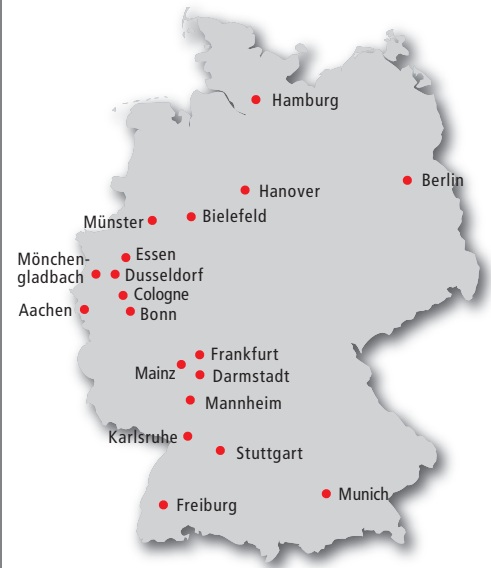 Hamburg
Berlin
Hanover
Bielefeld
Münster
Essen
Mönchen-
gladbach
Dusseldorf
Cologne
Aachen
Bonn
Frankfurt
Mainz
Darmstadt
Mannheim
Karlsruhe
Stuttgart
Munich
Freiburg